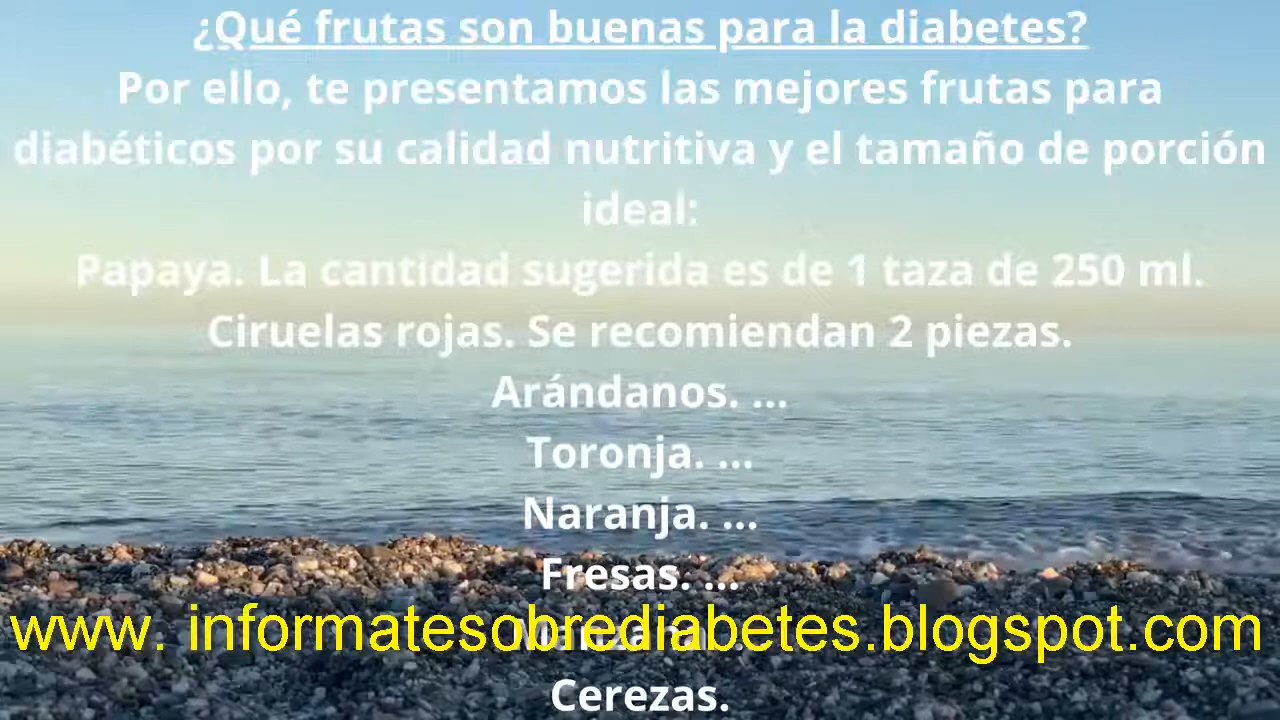 ¿Qué frutas son buenas para la diabetes?
Por ello, te presentamos las mejores frutas para
diabéticos por su calidad nutritiva y el tamaño de porción
ideal:
Papaya. La cantidad sugerida es de 1 taza de 250 ml.
Ciruelas rojas. Se recomiendan 2 piezas.
Arándanos. ...
Toronja. ...
Naranja. ...
Fresas. ...
www. informatesobrediabetes.blogspot.com
Cerezas.